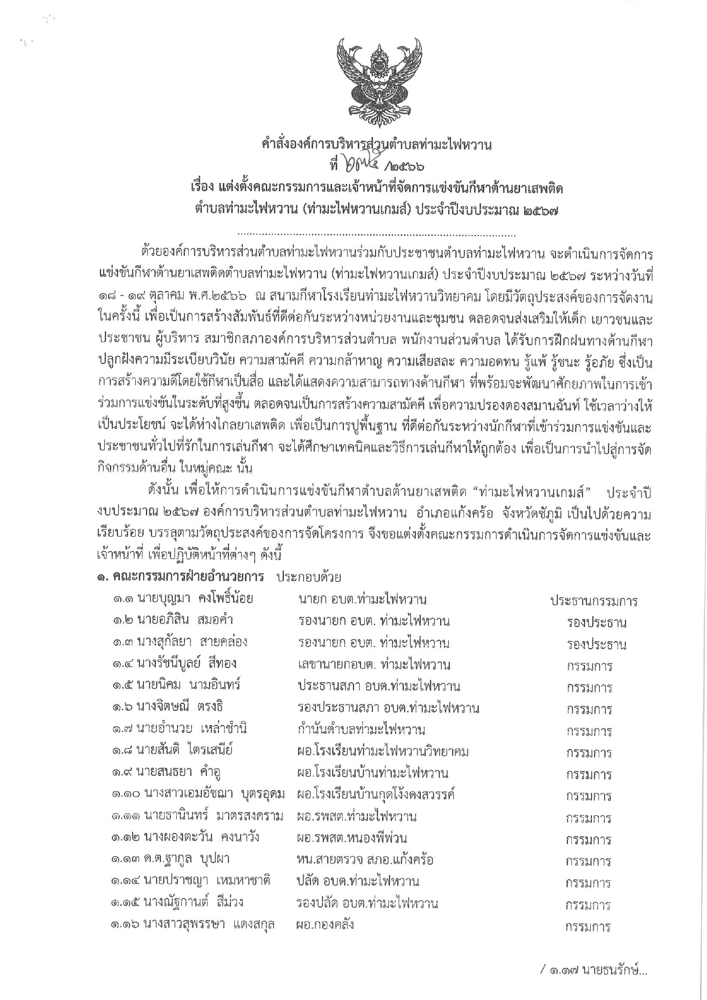 คำสั่งองค์การบริหารส่วนตำบลท่ามะไฟหวาน
ที่ ๖๗๕ /๒๕๖๖
เรื่อง แต่งตั้งคณะกรรมการและเจ้าหน้าที่จัดการแข่งขันกีฬาต้านยาเสพติด
ตำบลท่ามะไฟหวาน (ท่ามะไฟหวานเกมส์) ประจำปีงบประมาณ ๒๕๖๗
ด้วยองค์การบริหารส่วนตำบลท่ามะไฟหวานร่วมกับประชาชนตำบลท่ามะไฟหวาน จะดำเนินการจัดการ
แข่งขันกีฬาต้านยาเสพติดตำบลท่ามะไฟหวาน (ท่ามะไฟหวานเกมส์) ประจำปีงบประมาณ ๒๕๖๗ ระหว่างวันที่
๑๘ - ๑๙ ตุลาคม พ.ศ.๒๕๖๖ ณ สนามกีฬาโรงเรียนท่ามะไฟหวานวิทยาคม โดยมีวัตถุประสงค์ของการจัดงาน
ในครั้งนี้ เพื่อเป็นการสร้างสัมพันธ์ที่ดีต่อกันระหว่างหน่วยงานและชุมชน ตลอดจนส่งเสริมให้เด็ก เยาวชนและ
ประชาชน ผู้บริหาร สมาชิกสภาองค์การบริหารส่วนตำบล พนักงานส่วนตำบล ได้รับการฝึกฝนทางด้านกีฬา
ปลูกฝังความมีระเบียบวินัย ความสามัคคี ความกล้าหาญ ความเสียสละ ความอดทน รู้แพ้ รู้ชนะ รู้อภัย ซึ่งเป็น
การสร้างความดีโดยใช้กีฬาเป็นสื่อ และได้แสดงความสามารถทางด้านกีฬา ที่พร้อมจะพัฒนาศักยภาพในการเข้า
ร่วมการแข่งขันในระดับที่สูงขึ้น ตลอดจนเป็นการสร้างความสามัคคี เพื่อความปรองดองสมานฉันท์ ใช้เวลาว่างให้
เป็นประโยชน์ จะได้ห่างไกลยาเสพติด เพื่อเป็นการปูพื้นฐาน ที่ดีต่อกันระหว่างนักกีฬาที่เข้าร่วมการแข่งขันและ
ประชาชนทั่วไปที่รักในการเล่นกีฬา จะได้ศึกษาเทคนิคและวิธีการเล่นกีฬาให้ถูกต้อง เพื่อเป็นการนำไปสู่การจัด
กิจกรรมด้านอื่น ในหมู่คณะ นั้น
ดังนั้น เพื่อให้การดำเนินการแข่งขันกีฬาตำบลต้านยาเสพติด “ท่ามะไฟหวานเกมส์” ประจำปี
งบประมาณ ๒๕๖๗ องค์การบริหารส่วนตำบลท่ามะไฟหวาน อำเภอแก้งคร้อ จังหวัดชัภูมิ เป็นไปด้วยความ
เรียบร้อย บรรลุตามวัตถุประสงค์ของการจัดโครงการ จึงขอแต่งตั้งคณะกรรมการดำเนินการจัดการแข่งขันและ
เจ้าหน้าที่ เพื่อปฏิบัติหน้าที่ต่างๆ ดังนี้
๑. คณะกรรมการฝ่ายอำนวยการ ประกอบด้วย
๑.๑ นายบุญมา คงโพธิ์น้อย นายก อบต.ท่ามะไฟหวาน ประธานกรรมการ
๑.๒ นายอภิสิน สมอคำ รองนายก อบต. ท่ามะไฟหวาน รองประธาน
๑.๓ นางสุกัลยา สายคล่อง รองนายก อบต. ท่ามะไฟหวาน รองประธาน
๑.๔ นางรัชนีบูลย์ สีทอง เลขานายกอบต. ท่ามะไฟหวาน กรรมการ
๑.๕ นายนิคม นามอินทร์ ประธานสภา อบต.ท่ามะไฟหวาน กรรมการ
๑.๖ นางจิตษณี ตรงธิ รองประธานสภา อบต.ท่ามะไฟหวาน กรรมการ
๑.๗ นายอำนวย เหล่าชำนิ กำนันตำบลท่ามะไฟหวาน กรรมการ
๑.๘ นายสันติ ไตรเสนีย์ ผอ.โรงเรียนท่ามะไฟหวานวิทยาคม กรรมการ
๑.๙ นายสนธยา คำอู ผอ.โรงเรียนบ้านท่ามะไฟหวาน กรรมการ
๑.๑๐ นางสาวเอมอัชฌา บุตรอุดม ผอ.โรงเรียนบ้านกุดโง้งดงสวรรค์ กรรมการ
๑.๑๑ นายธานินทร์ มาตรสงคราม ผอ.รพสต.ท่ามะไฟหวาน กรรมการ
๑.๑๒ นางผองตะวัน คงนาวัง ผอ.รพสต.หนองพีพ่วน กรรมการ
๑.๑๓ ด.ต.ฐากูล บุปผา หน.สายตรวจ สภอ.แก้งคร้อ กรรมการ
๑.๑๔ นายปราชญา เหมหาชาติ ปลัด อบต.ท่ามะไฟหวาน กรรมการ
๑.๑๕ นางณัฐกานต์ สีม่วง รองปลัด อบต.ท่ามะไฟหวาน กรรมการ
๑.๑๖ นางสาวสุพรรษา แดงสกุล ผอ.กองคลัง กรรมการ
/ ๑.๑๗ นายธนรักษ์...